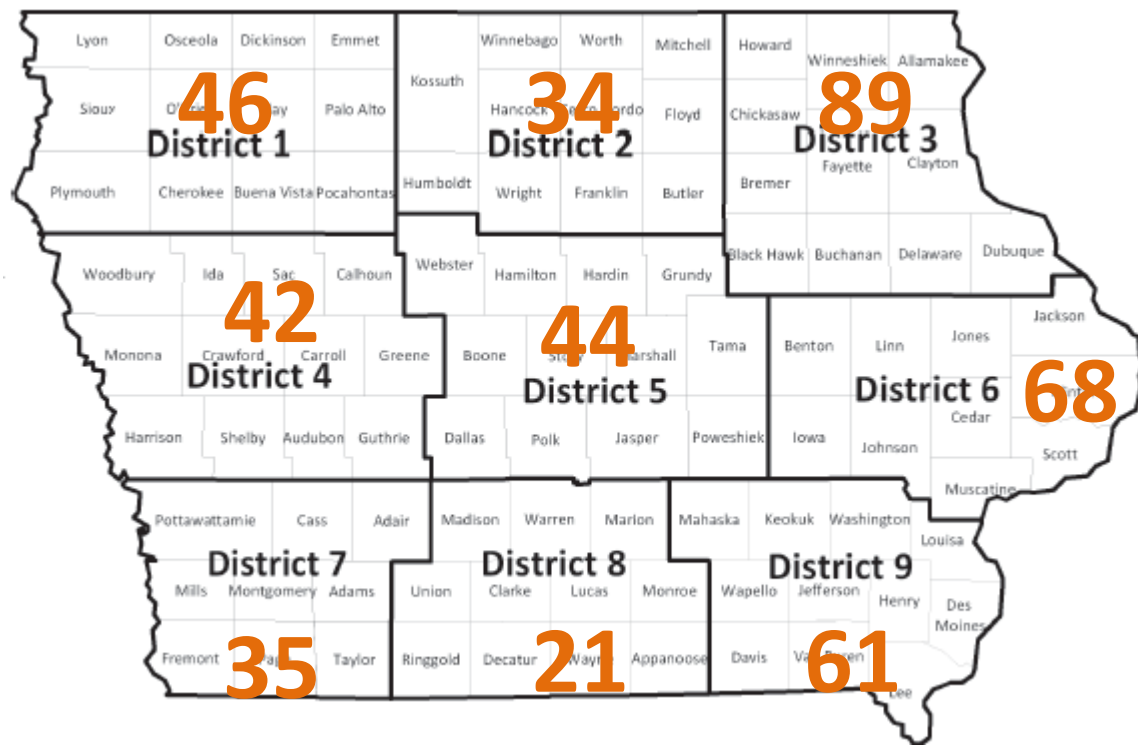 Lyon Osceola Dickinson Emmet Winnebago Worth Mitchell Howard Winneshiek Allamakee
Kossuth
Sioux 46 Palo Alto Hancock 34 Floyd Chickasaw 89
District 1 District 2 District 3
Plymouth Cherokee Buena Vista Pocahontas Humboldt Wright Franklin Butler Bremer Fayette Clayton
Woodbury Ida Sac Calhoun Webster Hamilton Hardin Grundy Black Hawk Buchanan Delaware Dubuque
42 44 Jones Jackson
Monona Crawford Carroll Greene Boone Tama Benton Linn
District 4 District 5 District 6 68
Harrison Shelby Audubon Guthrie Dallas Polk Jasper Poweshiek Iowa Johnson Cedar Scott
Muscatine
Pottawattamie Cass Adair Madison Warren Marion Mahaska Keokuk Washington Louisa
District 7 District 8 District 9
Mills Montgomery Adams Union Clarke Lucas Monroe Wapello Jefferson Henry Des
Moines
Fremont 35 Taylor Ringgold Decatur 21 Wayne Appanoose Davis 61
Lee